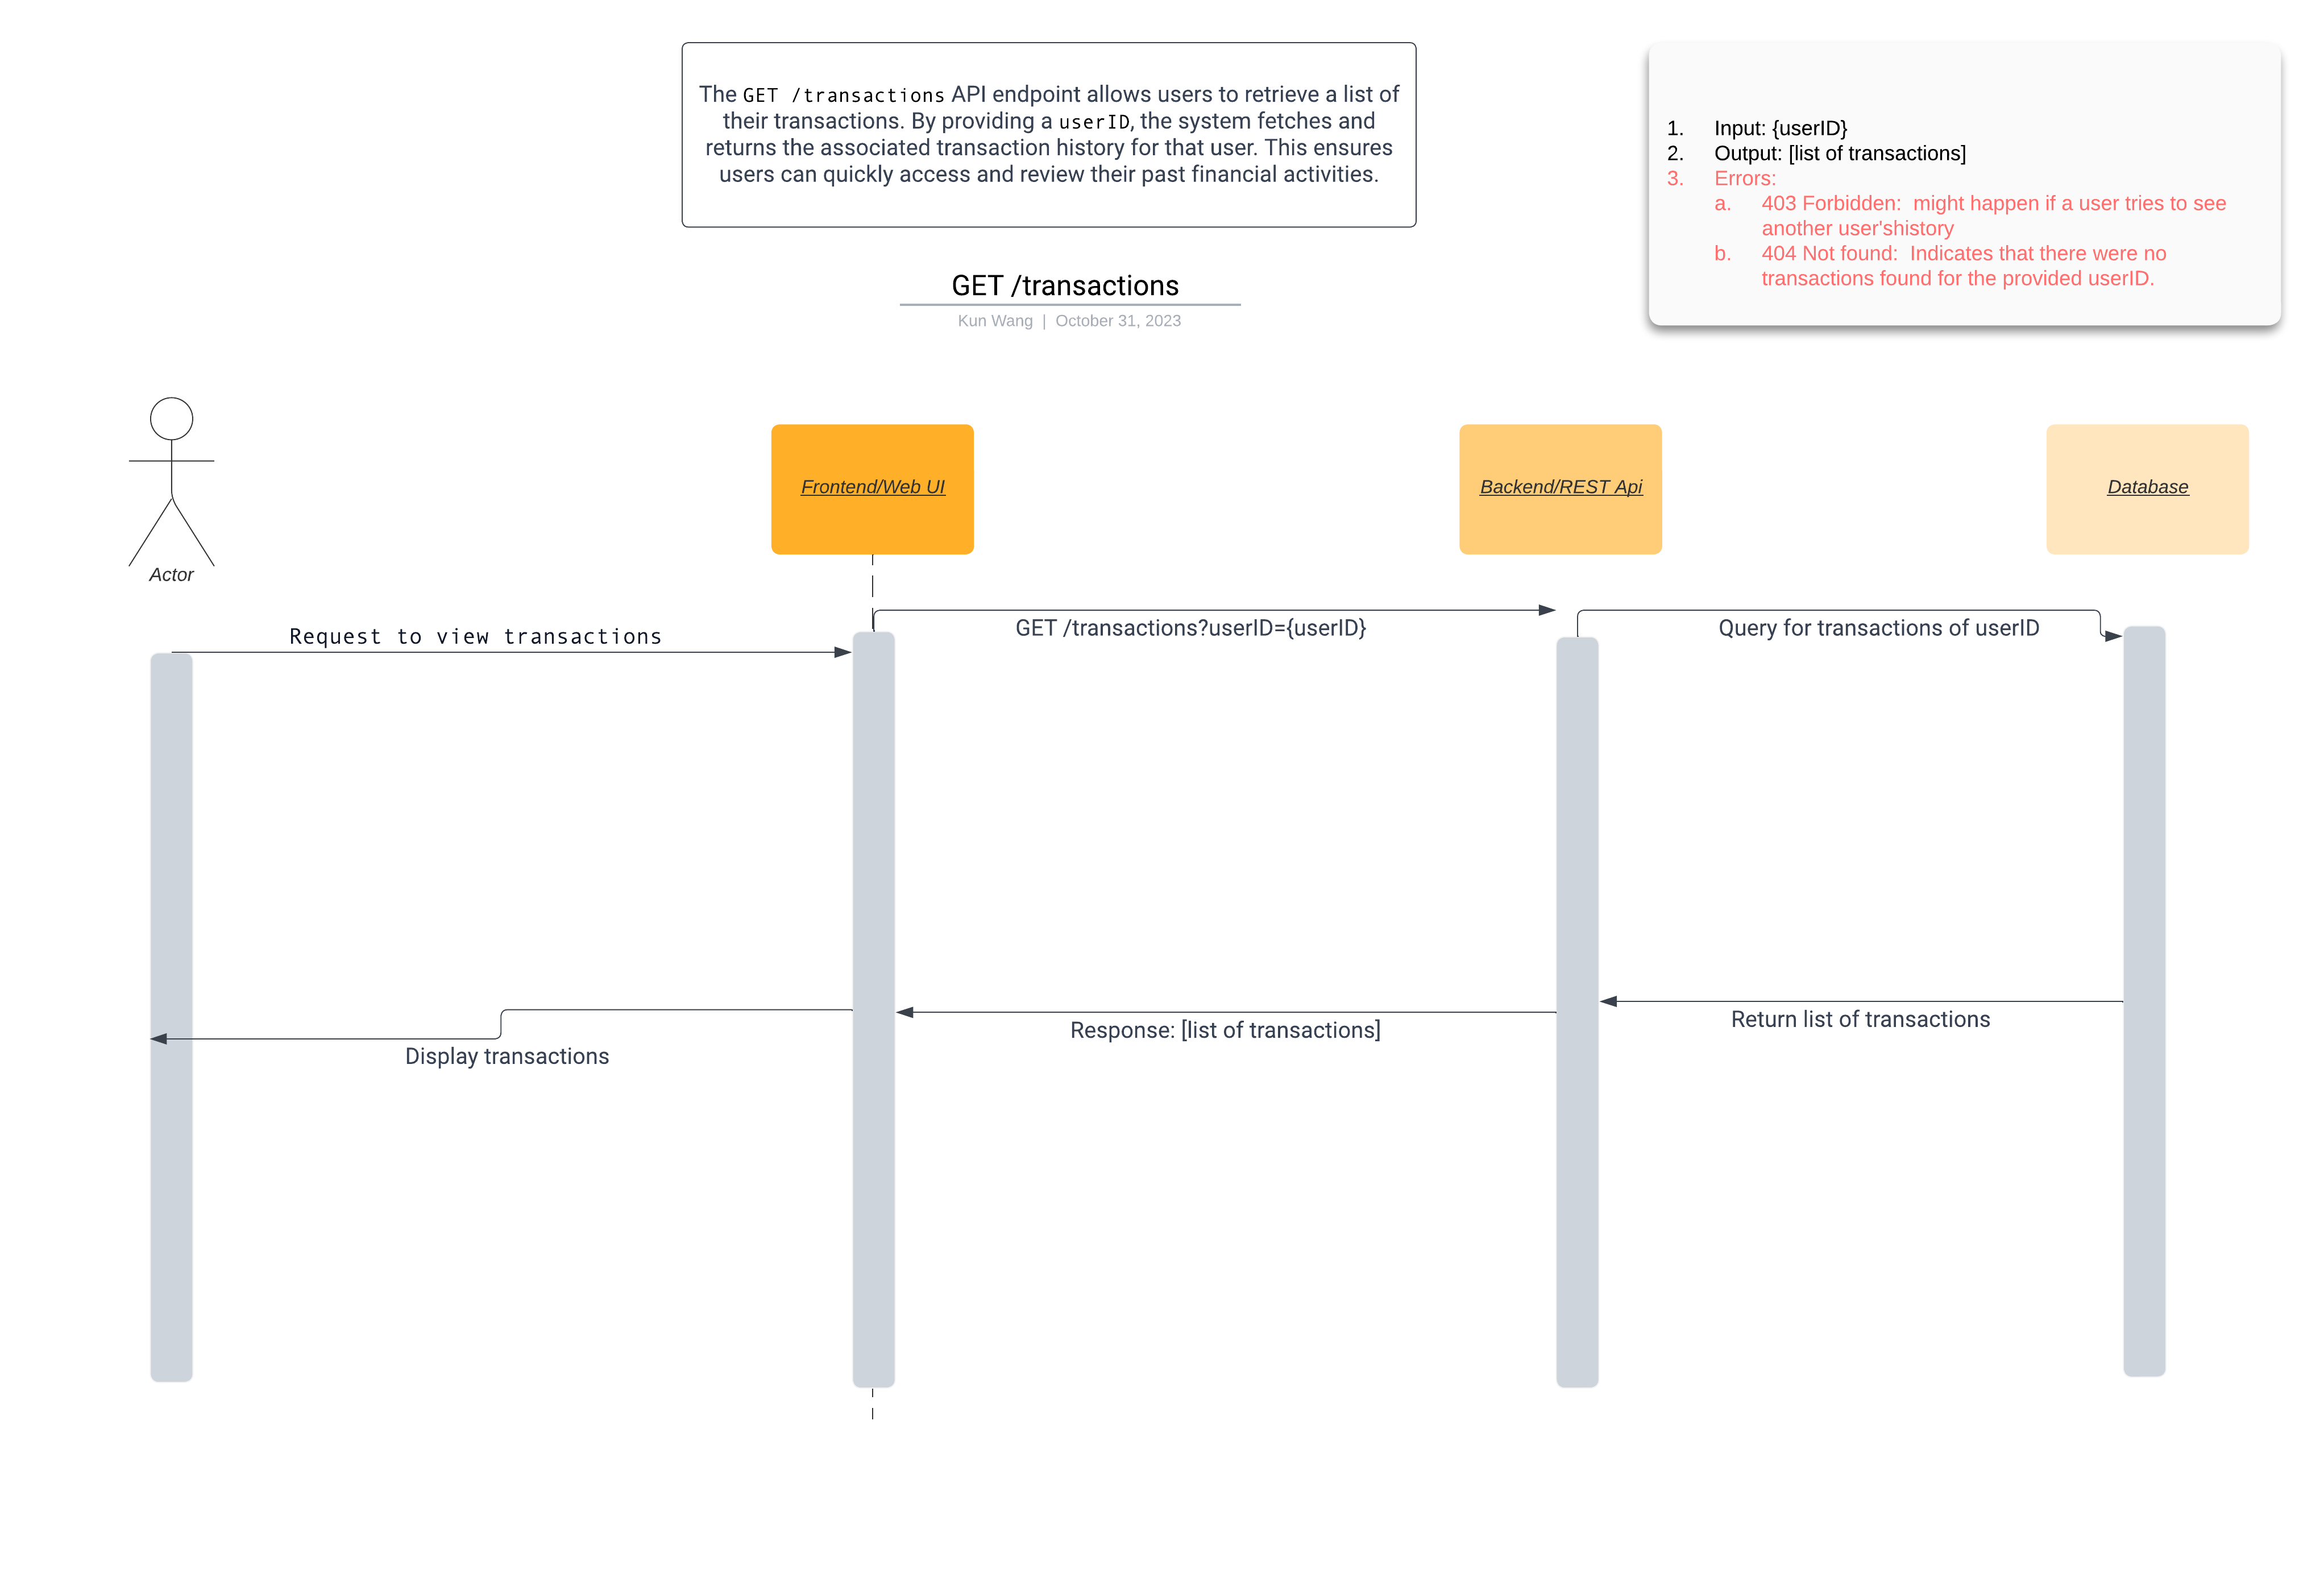 The GET /transactions API endpoint allows users to retrieve a list of
their transactions. By providing a userID, the system fetches and
returns the associated transaction history for that user. This ensures
users can quickly access and review their past financial activities.
1. Input: {userID}
2. Output: [list of transactions]
3. Errors:
a. 403 Forbidden:  might happen if a user tries to see
another user'shistory
b. 404 Not found:  Indicates that there were no
transactions found for the provided userID.
GET /transactions
Kun Wang | October 31, 2023
Actor
Frontend/Web UI
Backend/REST Api
Database
Request to view transactions
GET /transactions?userID={userID}
Query for transactions of userID
Return list of transactions
Response: [list of transactions]
Display transactions